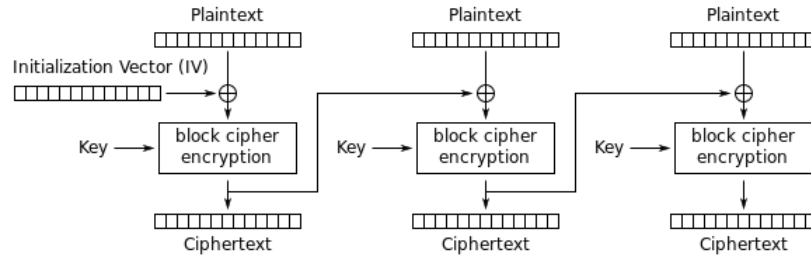 Plaintext
Plaintext
Plaintext
Initialization Vector (IV)
Key
block cipher
encryption
Key
block cipher
encryption
Key
block cipher
encryption
Ciphertext
Ciphertext
Ciphertext